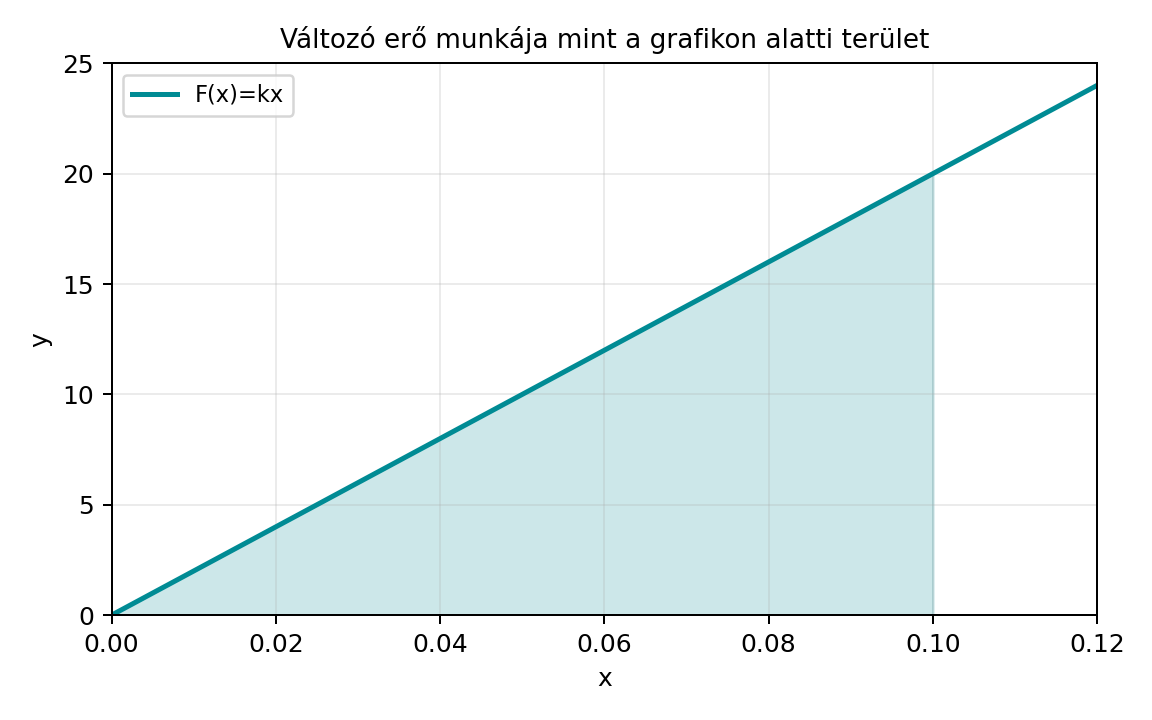 Változó erő munkája mint a grafikon alatti terület
F(x)=kx
25
20
15
10
5
0
y
0.00 0.02 0.04 0.06 0.08 0.10 0.12
x